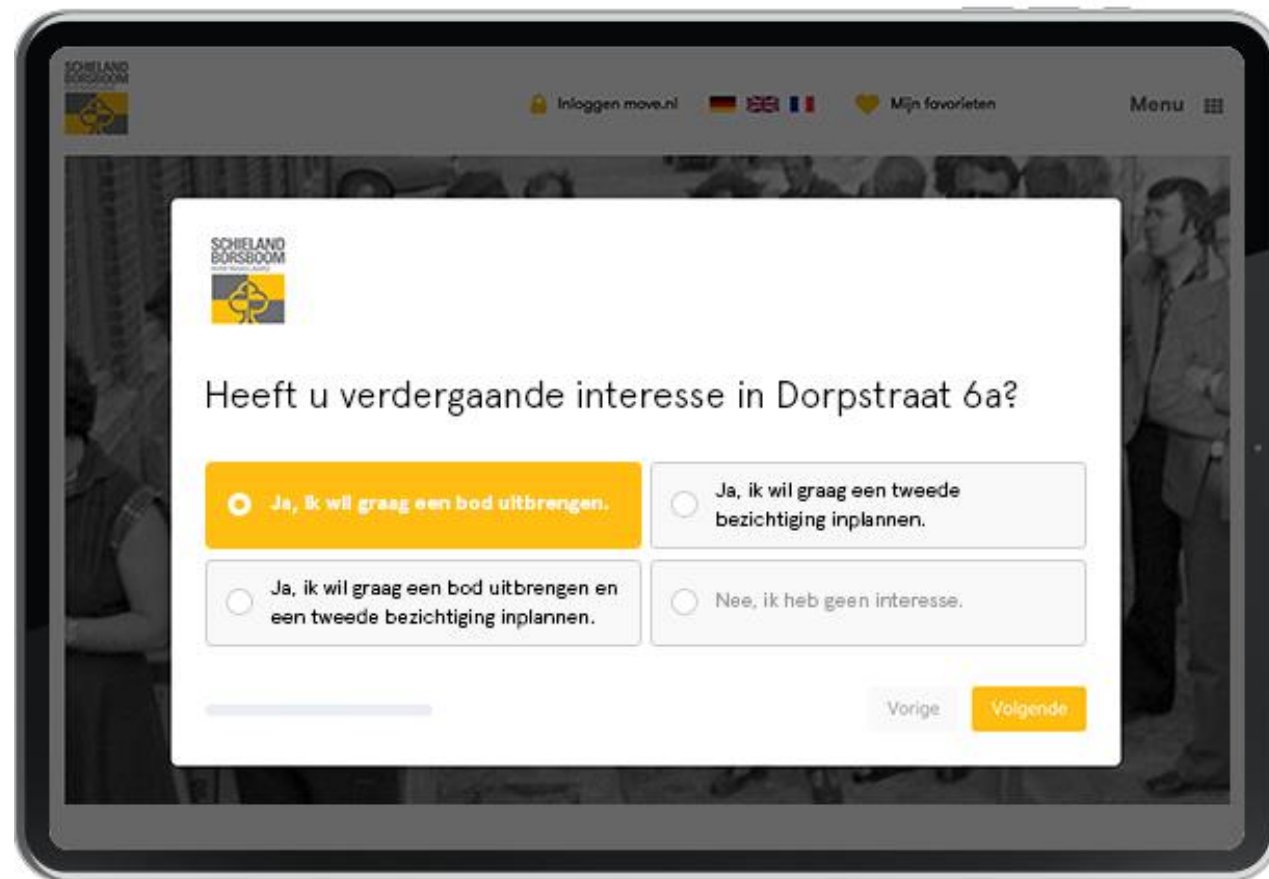 SCHIELAND
BORSBOOM
Inloggen move.nl
Mijn favorieten
Menu
SCHIELAND
BORSBOOM
Heeft u verdergaande interesse in Dorpstraat 6a?
Ja, ik wil graag een bod uitbrengen.
Ja, ik wil graag een tweede
bezichtiging inplannen.
Ja, ik wil graag een bod uitbrengen en
een tweede bezichtiging inplannen.
Nee, ik heb geen interesse.
Vorige
Volgende